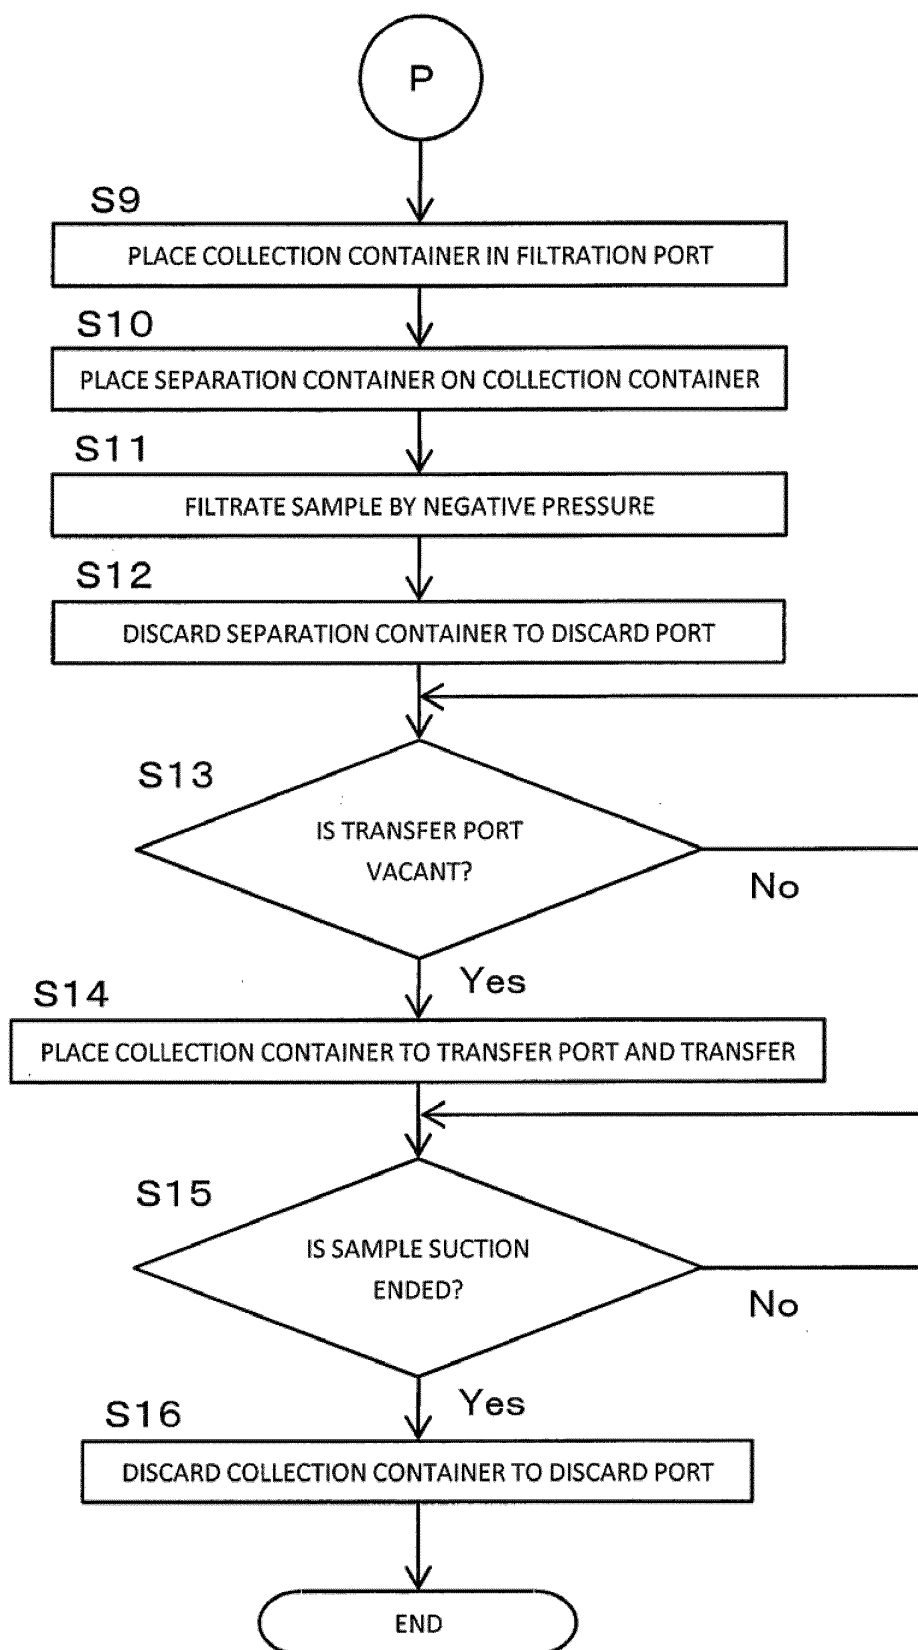 P
S9
PLACE COLLECTION CONTAINER IN FILTRATION PORT
S10
PLACE SEPARATION CONTAINER ON COLLECTION CONTAINER
S11
FILTRATE SAMPLE BY NEGATIVE PRESSURE
S12
DISCARD SEPARATION CONTAINER TO DISCARD PORT
S13
IS TRANSFER PORT
VACANT?
No
Yes
S14
PLACE COLLECTION CONTAINER TO TRANSFER PORT AND TRANSFER
S15
IS SAMPLE SUCTION
ENDED?
No
Yes
S16
DISCARD COLLECTION CONTAINER TO DISCARD PORT
END